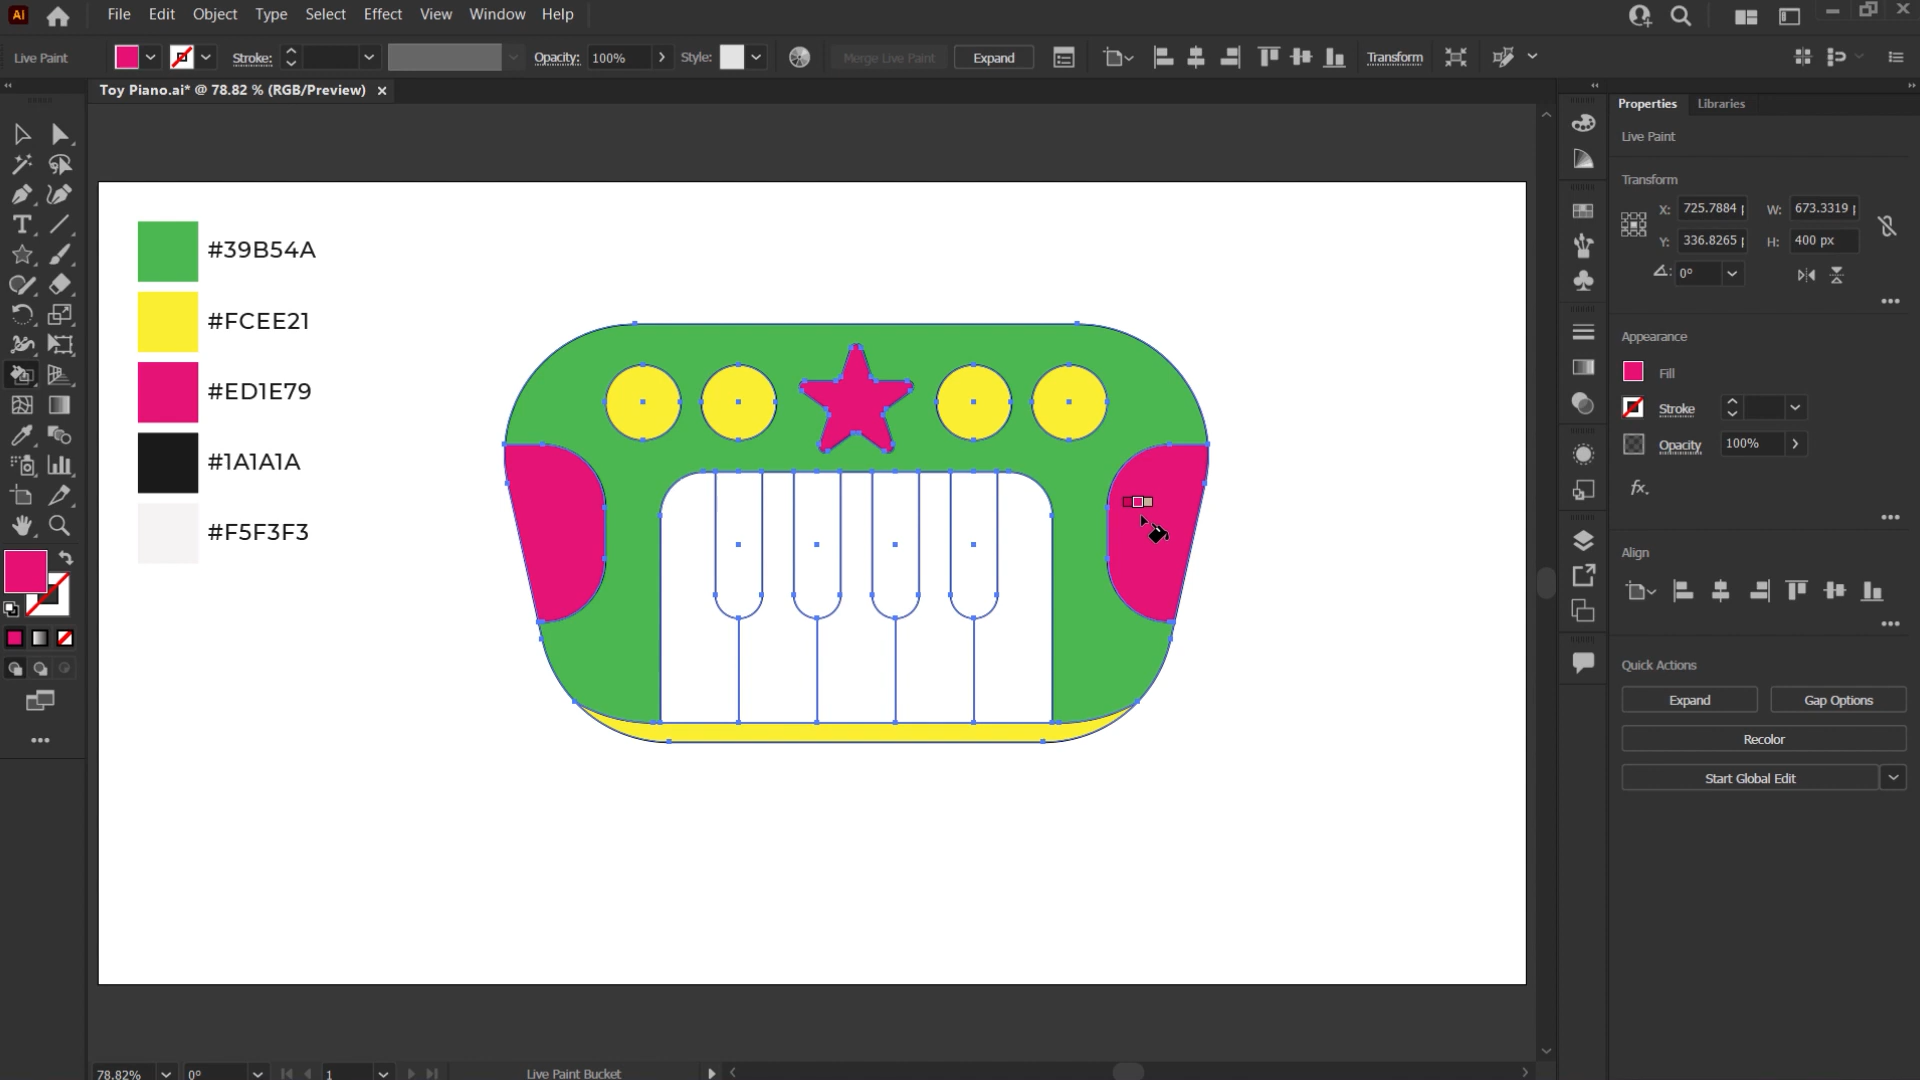 Ai File Edit Object Type Select Effect View Window Help
Live Paint Stroke: Opacity: 100% Style: Merge Live Paint Expand Transform
Toy Piano.ai* @ 78.82 % (RGB/Preview)
Properties Libraries
Live Paint
Transform
X: 725.7884 W: 673.3319
Y: 336.8265 H: 400 px
0°
Appearance
Fill
Stroke
Opacity 100%
fx.
Align
Quick Actions
Expand Gap Options
Recolor
Start Global Edit
#39B54A
#FCEE21
#ED1E79
#1A1A1A
#F5F3F3
78.82% 0° 1 Live Paint Bucket